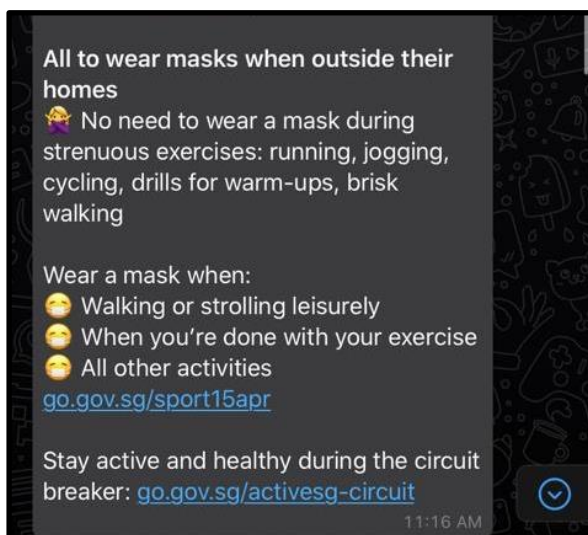 All to wear masks when outside their
homes
🙅‍♀️ No need to wear a mask during
strenuous exercises: running, jogging,
cycling, drills for warm-ups, brisk
walking
Wear a mask when:
😷 Walking or strolling leisurely
😷 When you’re done with your exercise
😷 All other activities
go.gov.sg/sport15apr
Stay active and healthy during the circuit
breaker: go.gov.sg/activesg-circuit
11:16 AM